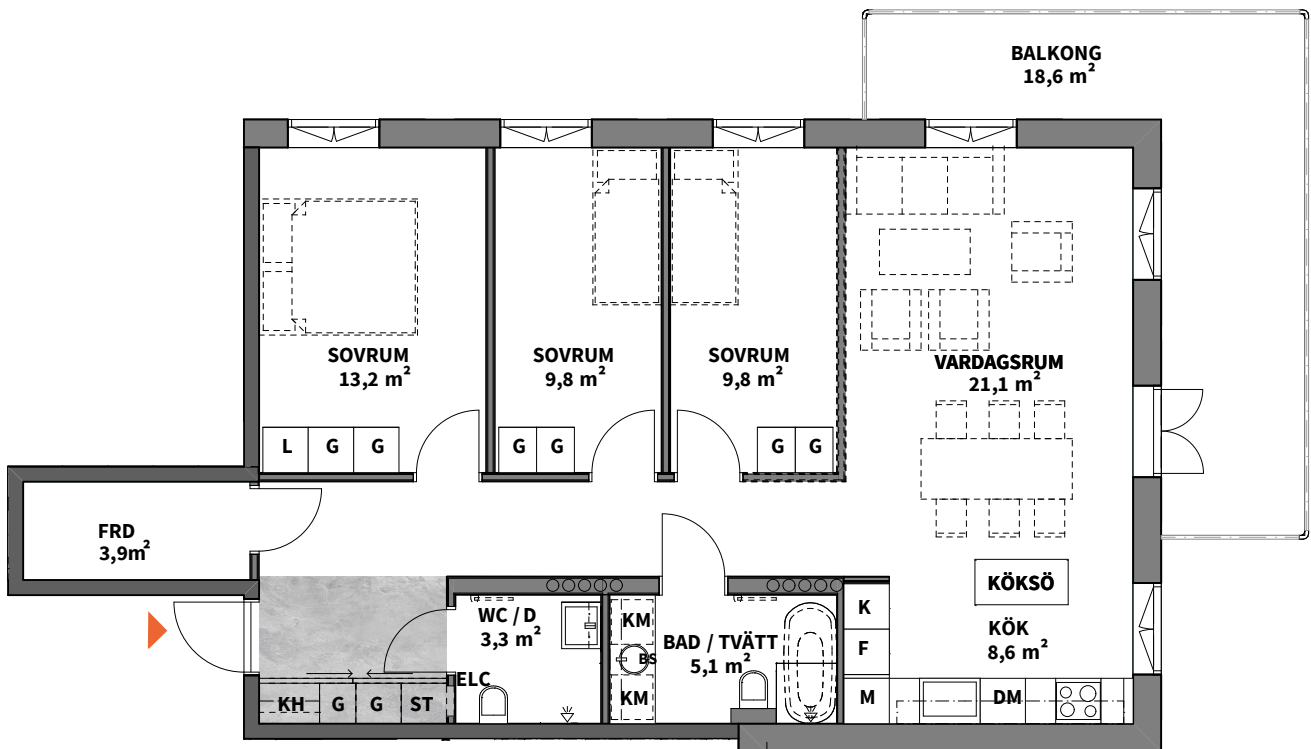 BALKONG
18,6 m²
SOVRUM
13,2 m²
SOVRUM
9,8 m²
SOVRUM
9,8 m²
VARDAGSRUM
21,1 m²
L G G
G G
G G
FRD
3,9m²
KÖKSÖ
KÖK
8,6 m²
WC / D
3,3 m²
KM
BS
KM
BAD / TVÄTT
5,1 m²
K
F
M
DM
ELC
KH G G ST